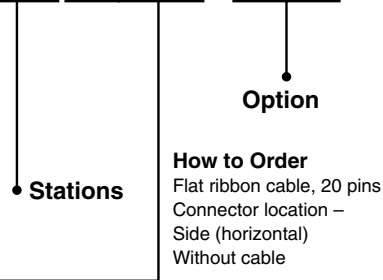 Option
Stations
How to Order
Flat ribbon cable, 20 pins
Connector location –
Side (horizontal)
Without cable